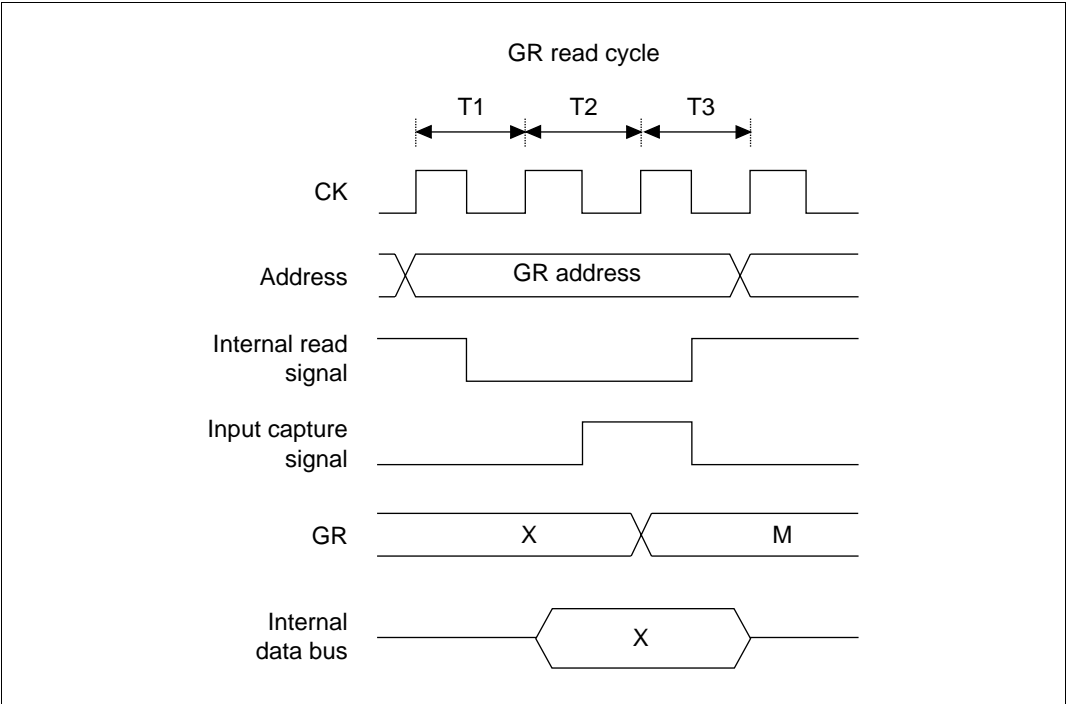 GR read cycle
T1 T2 T3
CK
Address GR address
Internal read
signal
Input capture
signal
GR X M
Internal
data bus X